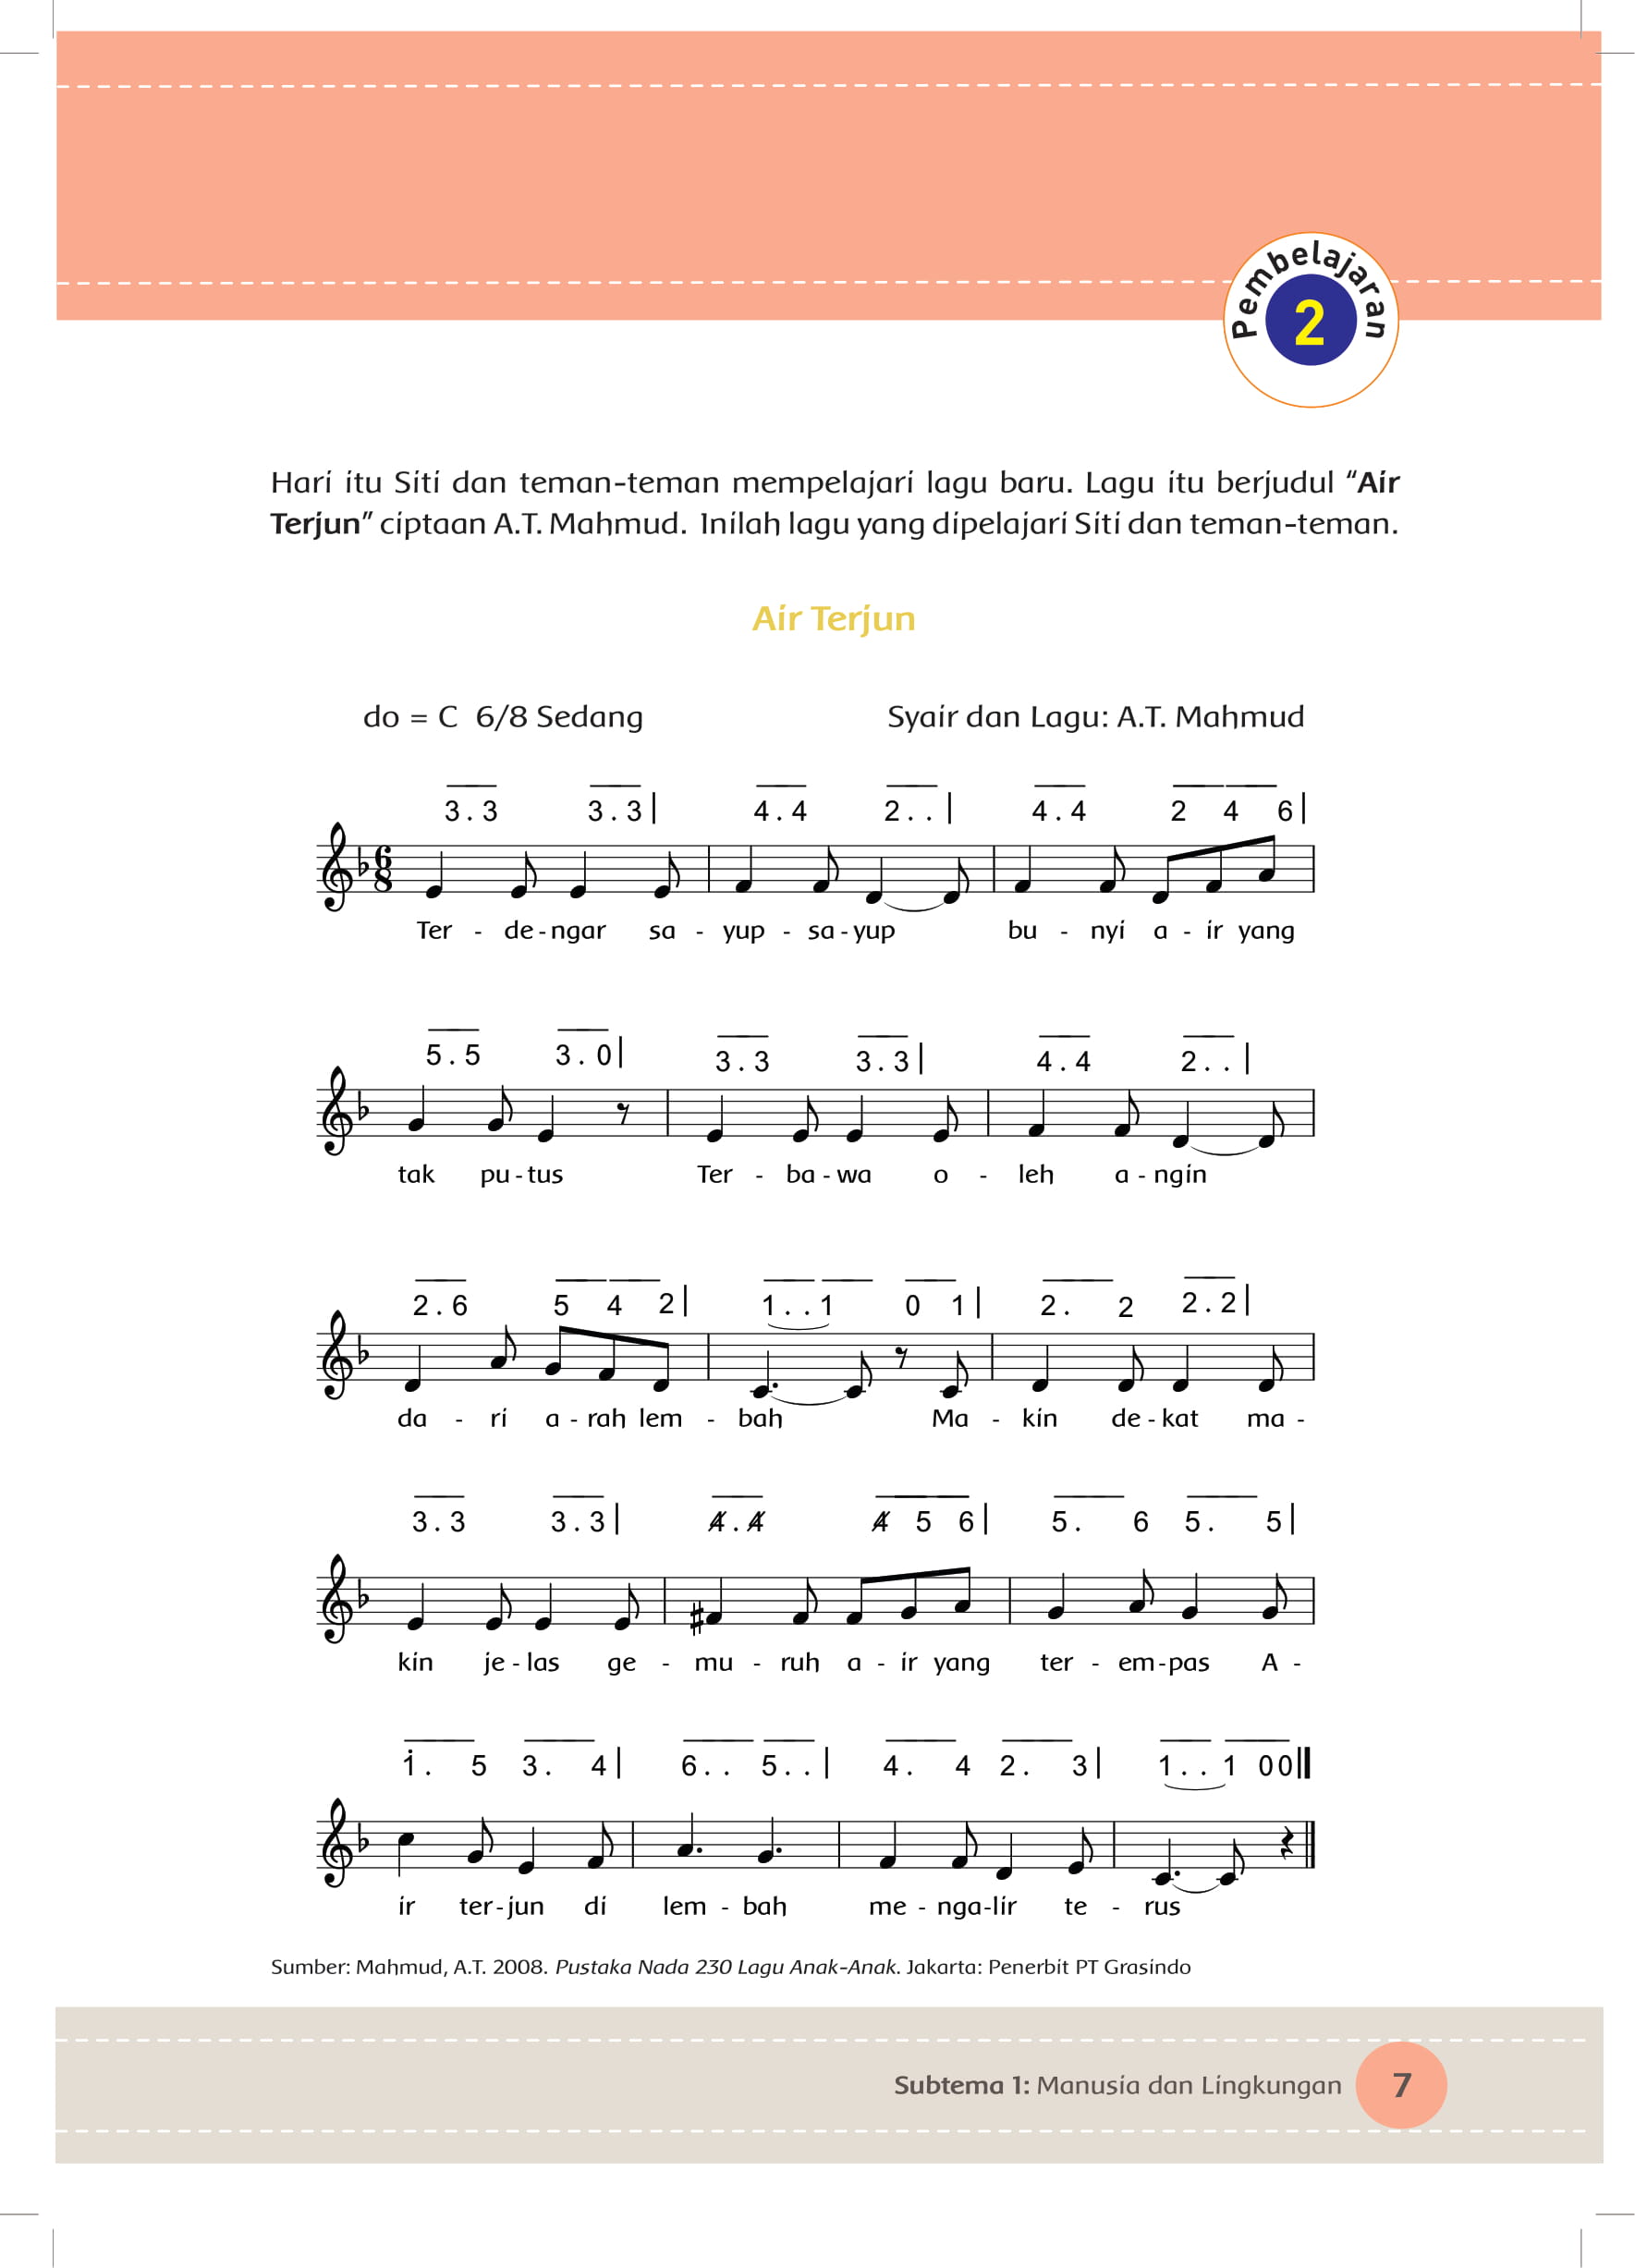 Pembelajaran
2
Hari itu Siti dan teman-teman mempelajari lagu baru. Lagu itu berjudul “Air
Terjun” ciptaan A.T. Mahmud. Inilah lagu yang dipelajari Siti dan teman-teman.
Air Terjun
do = C 6/8 Sedang Syair dan Lagu: A.T. Mahmud
3 . 3 3 . 3 | 4 . 4 2 . . | 4 . 4 2 4 6 |
6
8
Ter - de - ngar sa - yup - sa - yup bu - nyi a - ir yang
5 . 5 3 . 0 | 3 . 3 3 . 3 | 4 . 4 2 . . |
tak pu - tus Ter - ba - wa o - leh a - ngin
2 . 6 5 4 2 | 1 . . 1 0 1 | 2 . 2 2 . 2 |
da - ri a - rah lem - bah Ma - kin de - kat ma -
3 . 3 3 . 3 | 4̸ . 4̸ 4̸ 5 6 | 5 . 6 5 . 5 |
kin je - las ge - mu - ruh a - ir yang ter - em - pas A -
1̇ . 5 3 . 4 | 6 . . 5 . . | 4 . 4 2 . 3 | 1 . . 1 0 0 ||
ir ter - jun di lem - bah me - nga - lir te - rus
Sumber: Mahmud, A.T. 2008. Pustaka Nada 230 Lagu Anak-Anak. Jakarta: Penerbit PT Grasindo
Subtema 1: Manusia dan Lingkungan 7